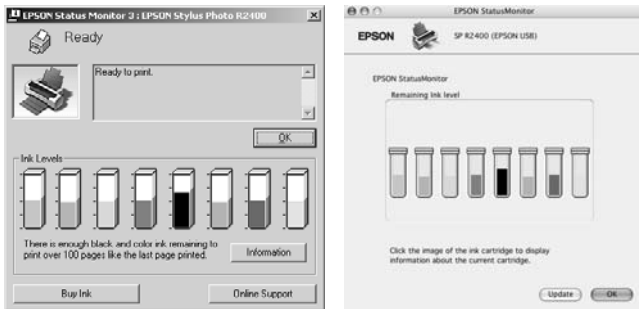 EPSON Status Monitor 3 : EPSON Stylus Photo R2400
Ready
Ready to print.
OK
Ink Levels
There is enough black and color ink remaining to
print over 100 pages like the last page printed.
Information
Buy Ink
Online Support
EPSON StatusMonitor
EPSON
SP R2400 (EPSON USB)
EPSON StatusMonitor
Remaining ink level
Click the image of the ink cartridge to display
information about the current cartridge.
Update
OK